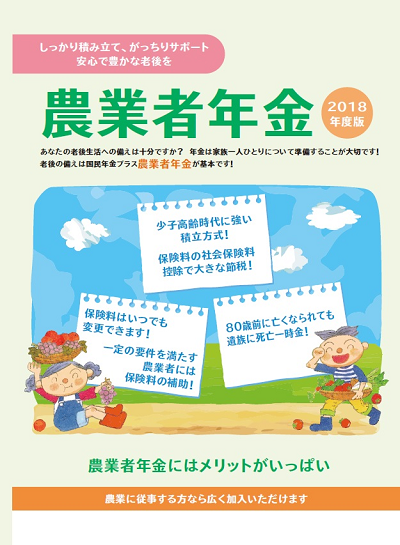 しっかり積み立て、がっちりサポート
安心で豊かな老後を
農業者年金
2018
年度版
あなたの老後生活への備えは十分ですか？ 年金は家族一人ひとりについて準備することが大切です！
老後の備えは国民年金プラス農業者年金が基本です！
少子高齢時代に強い
積立方式！
保険料の社会保険料
控除で大きな節税！
保険料はいつでも
変更できます！
一定の要件を満たす
農業者には
保険料の補助！
80歳前に亡くなられても
遺族に死亡一時金！
農業者年金にはメリットがいっぱい
農業に従事する方なら広く加入いただけます